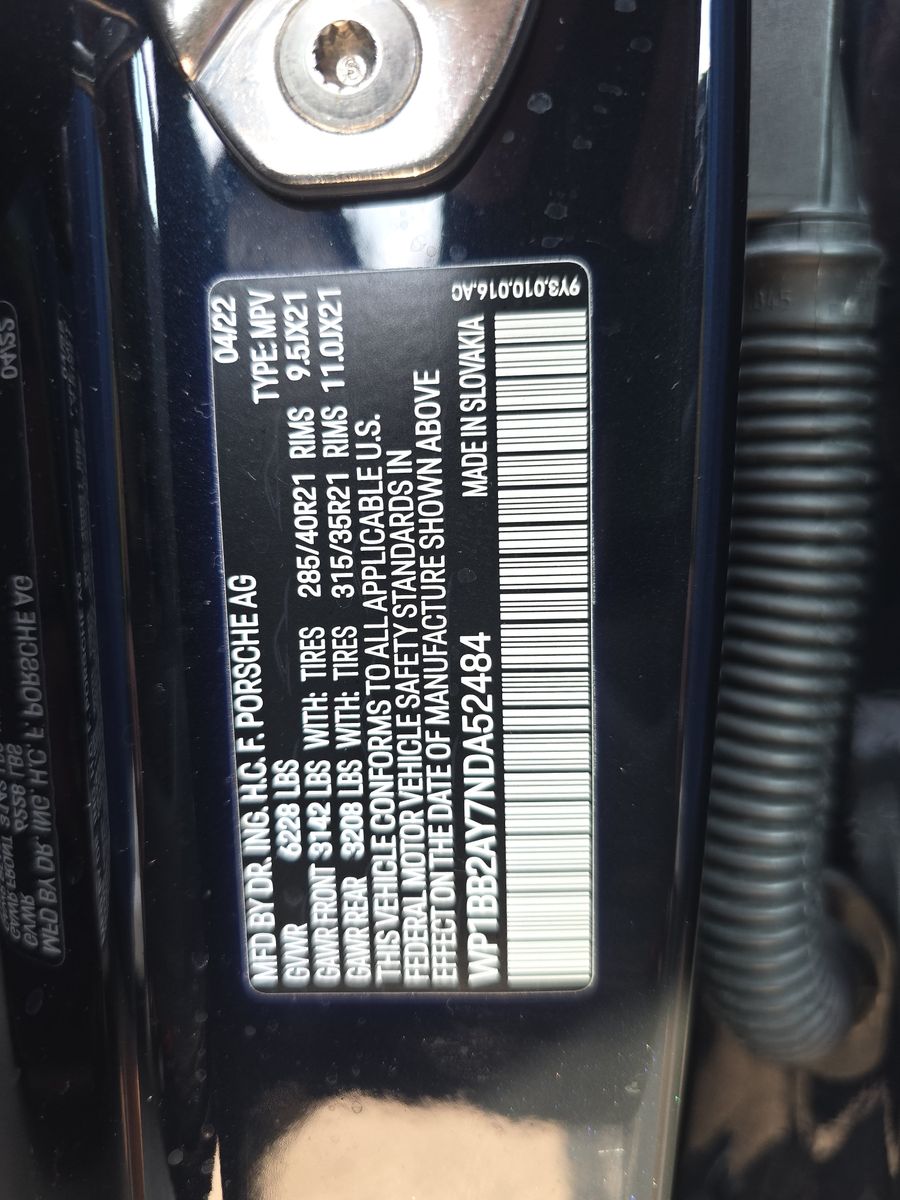 MFD BY DR. ING. H.C. F. PORSCHE AG 04/22
GVWR 6228 LBS TYPE: MPV
GAWR FRONT 3142 LBS WITH: TIRES 285/40R21 RIMS 9.5JX21
GAWR REAR 3208 LBS WITH: TIRES 315/35R21 RIMS 11.0JX21
THIS VEHICLE CONFORMS TO ALL APPLICABLE U.S.
FEDERAL MOTOR VEHICLE SAFETY STANDARDS IN
EFFECT ON THE DATE OF MANUFACTURE SHOWN ABOVE
WP1BB2AY7NDA52484 MADE IN SLOVAKIA
9Y3.010.016.AC